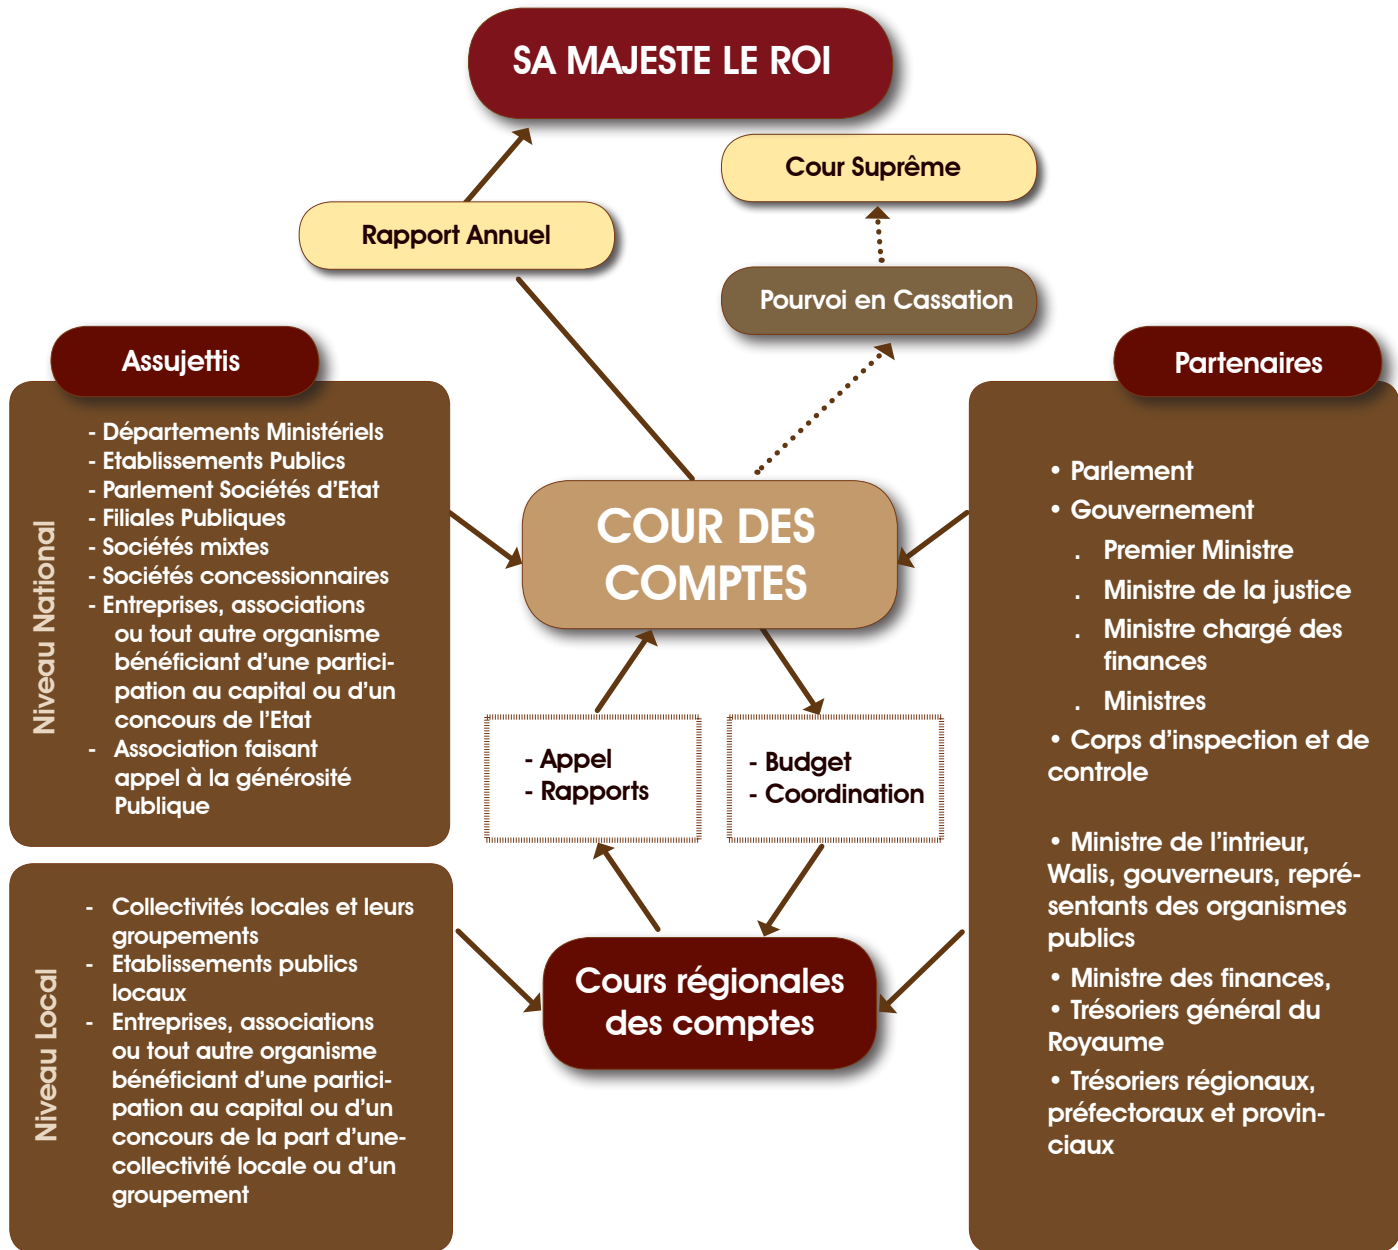 SA MAJESTE LE ROI
Cour Suprême
Rapport Annuel
Pourvoi en Cassation
Assujettis
Niveau National
- Départements Ministériels
- Etablissements Publics
- Parlement Sociétés d'Etat
- Filiales Publiques
- Sociétés mixtes
- Sociétés concessionnaires
- Entreprises, associations
ou tout autre organisme
bénéficiant d'une partici-
pation au capital ou d'un
concours de l'Etat
- Association faisant
appel à la générosité
Publique
Niveau Local
- Collectivités locales et leurs
groupements
- Etablissements publics
locaux
- Entreprises, associations
ou tout autre organisme
bénéficiant d'une partici-
pation au capital ou d'un
concours de la part d'une-
collectivité locale ou d'un
groupement
COUR DES
COMPTES
- Appel
- Rapports
- Budget
- Coordination
Cours régionales
des comptes
Partenaires
• Parlement
• Gouvernement
. Premier Ministre
. Ministre de la justice
. Ministre chargé des
finances
. Ministres
• Corps d'inspection et de
controle
• Ministre de l'intrieur,
Walis, gouverneurs, repré-
sentants des organismes
publics
• Ministre des finances,
• Trésoriers général du
Royaume
• Trésoriers régionaux,
préfectoraux et provin-
ciaux